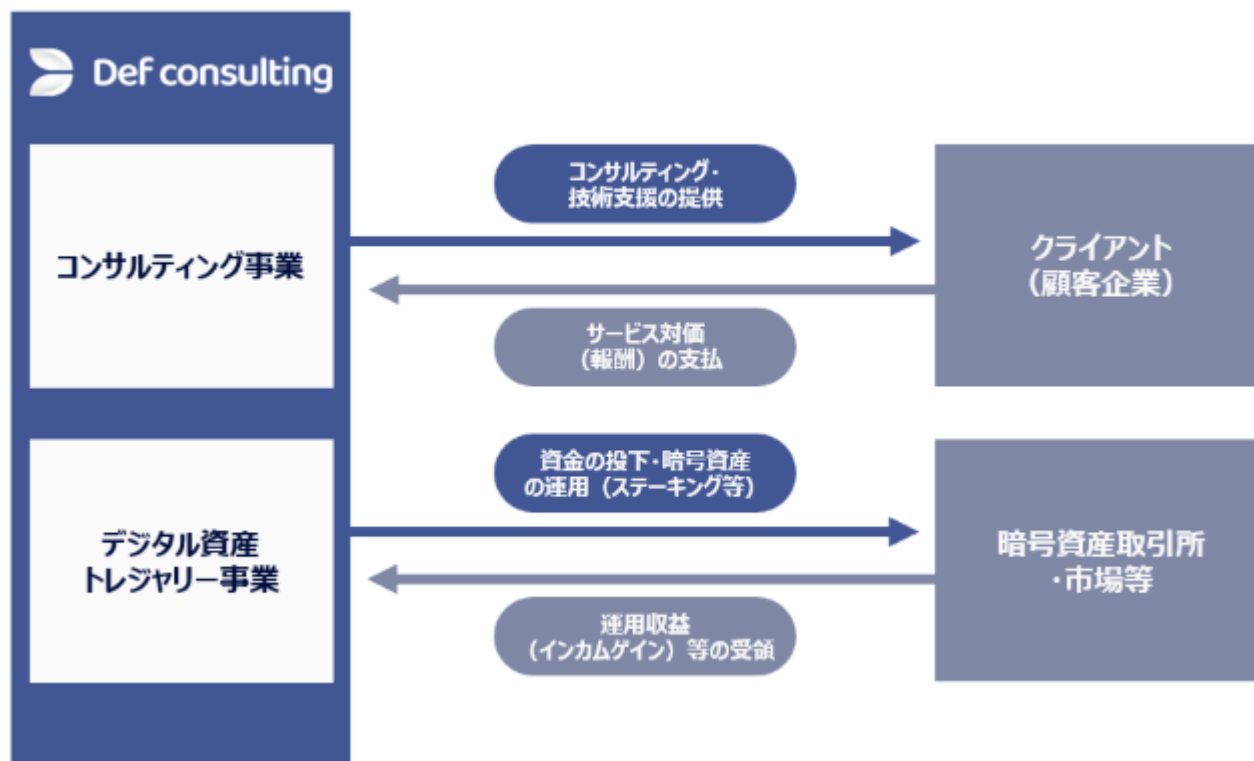 Def consulting
コンサルティング事業
コンサルティング・
技術支援の提供
サービス対価
（報酬）の支払
クライアント
（顧客企業）
デジタル資産
トレジャリー事業
資金の投下・暗号資産
の運用（ステーキング等）
運用収益
（インカムゲイン）等の受領
暗号資産取引所
・市場等